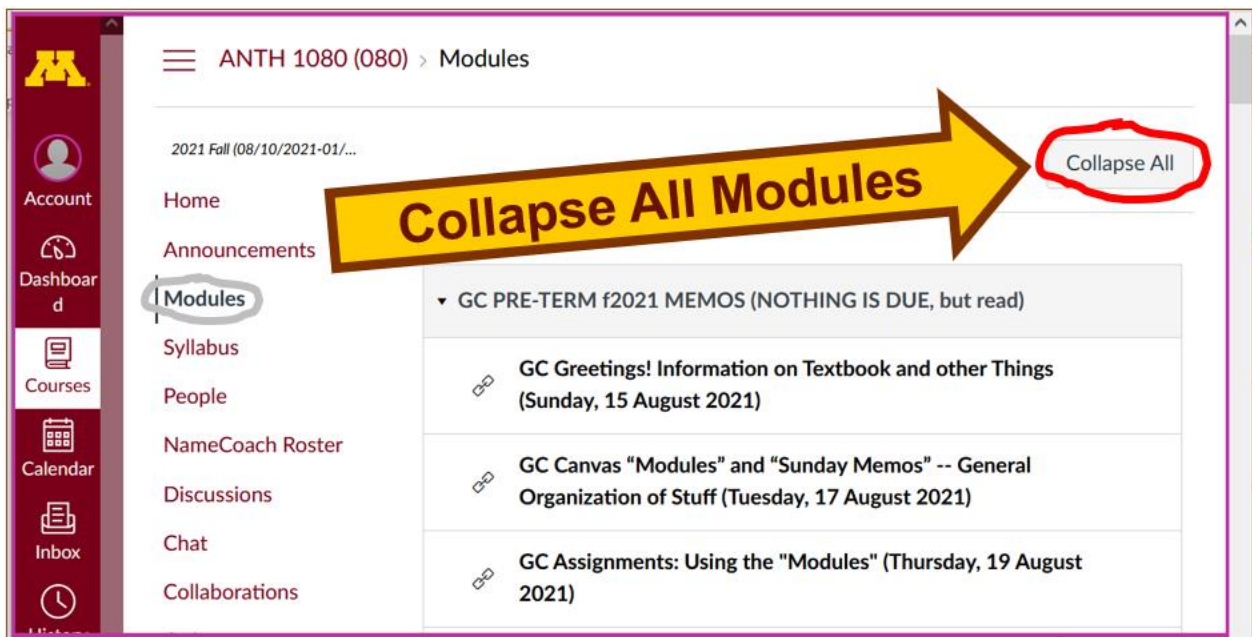 ANTH 1080 (080) > Modules
2021 Fall (08/10/2021-01/...
Collapse All
Collapse All Modules
Account
Dashboar
d
Courses
Calendar
Inbox
Home
Announcements
Modules
Syllabus
People
NameCoach Roster
Discussions
Chat
Collaborations
GC PRE-TERM f2021 MEMOS (NOTHING IS DUE, but read)
GC Greetings! Information on Textbook and other Things
(Sunday, 15 August 2021)
GC Canvas “Modules” and “Sunday Memos” -- General
Organization of Stuff (Tuesday, 17 August 2021)
GC Assignments: Using the "Modules" (Thursday, 19 August
2021)